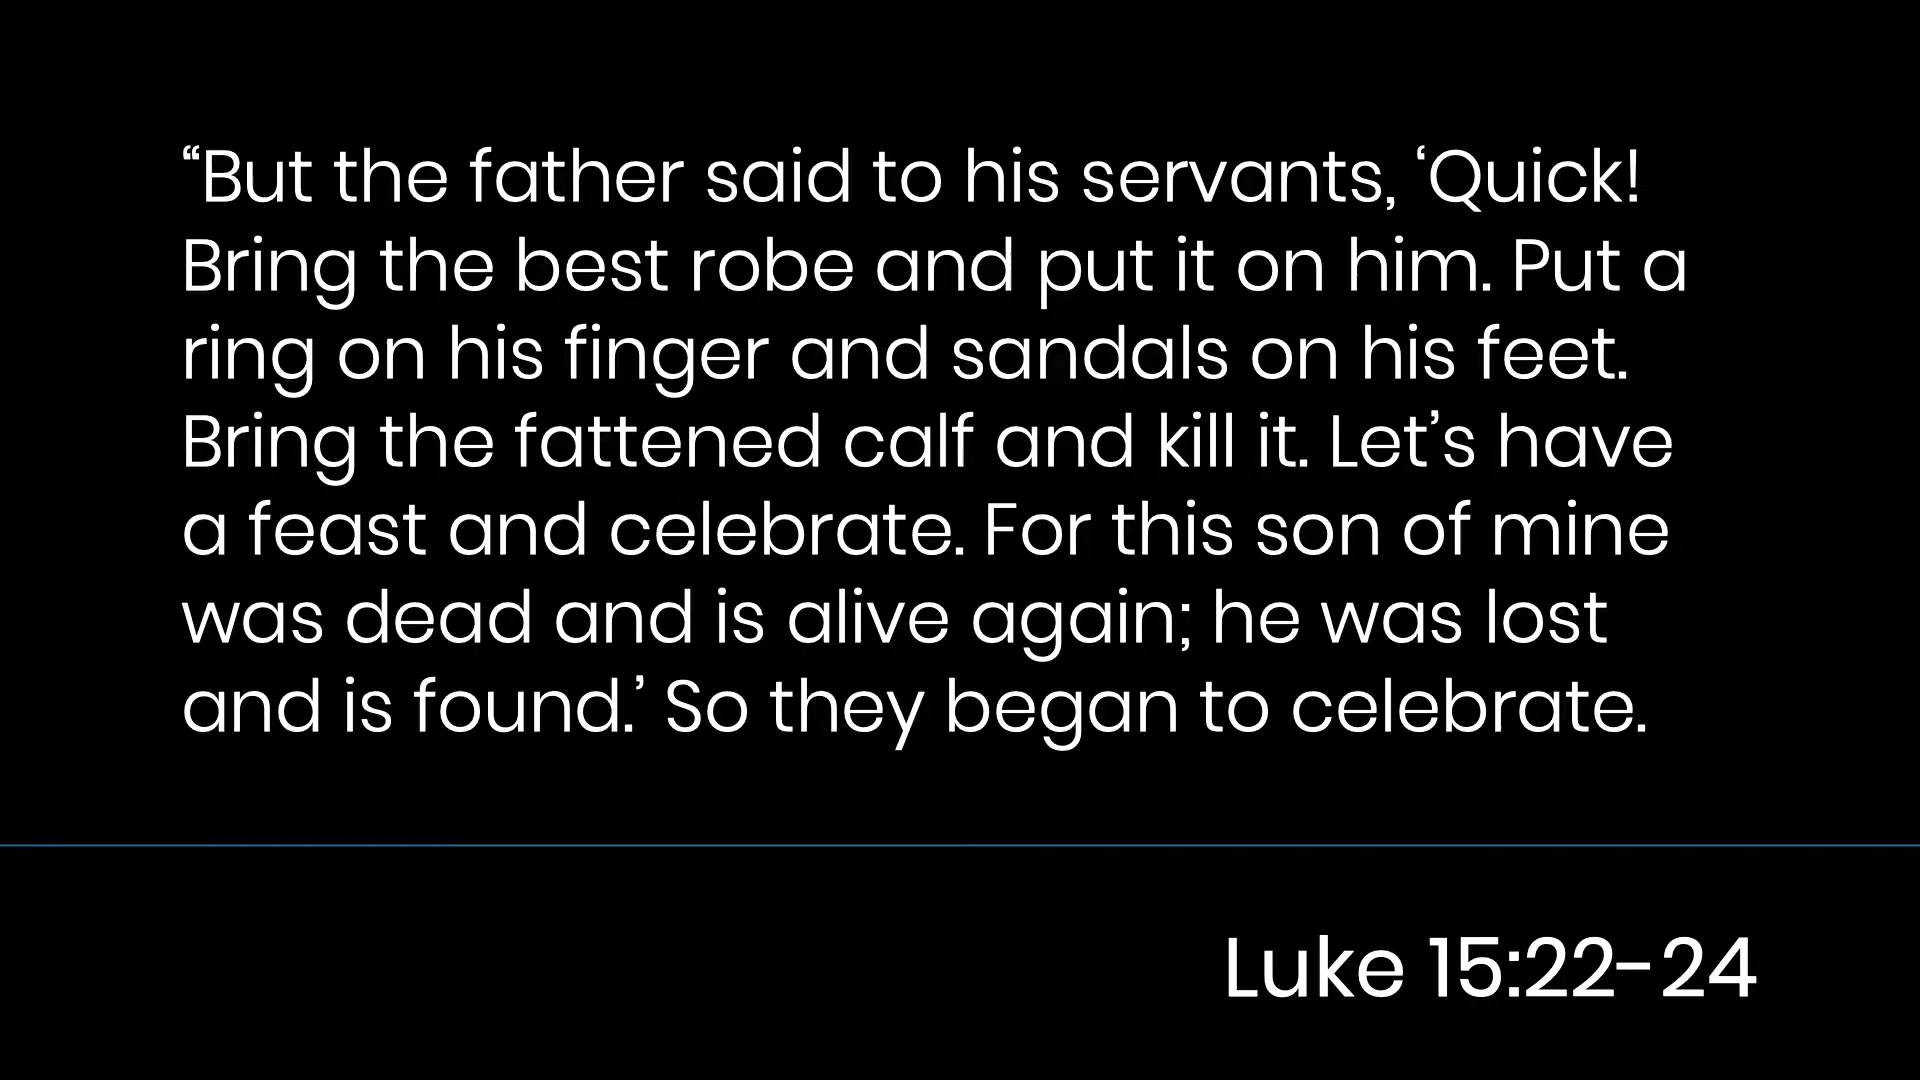 “But the father said to his servants, ‘Quick!
Bring the best robe and put it on him. Put a
ring on his finger and sandals on his feet.
Bring the fattened calf and kill it. Let’s have
a feast and celebrate. For this son of mine
was dead and is alive again; he was lost
and is found.’ So they began to celebrate.
Luke 15:22-24